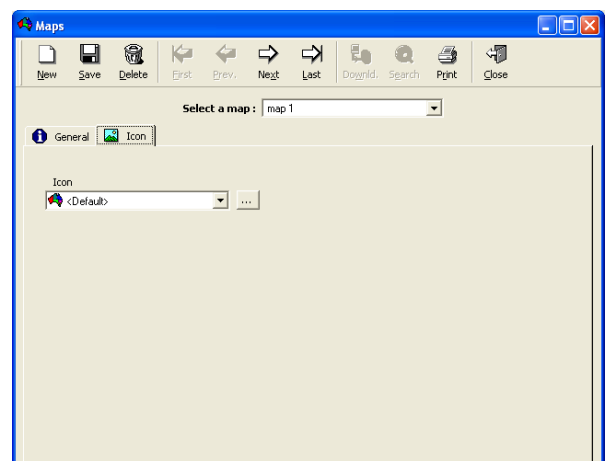 Maps
New Save Delete First Prev. Next Last Downld. Search Print Close
Select a map : map 1
General Icon
Icon
<Default> ...